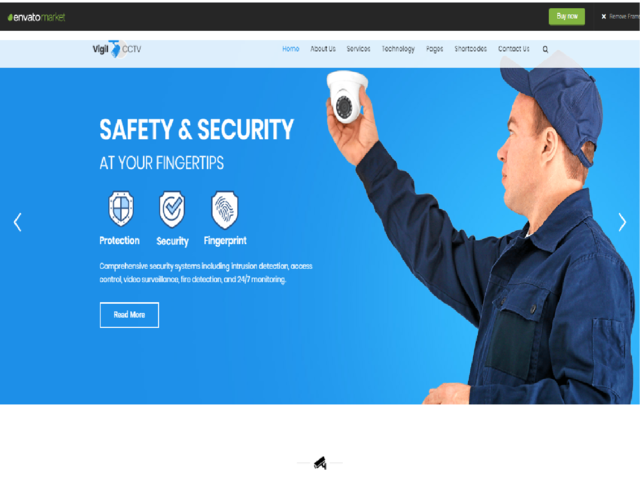 envatomarket
Buy now
✕ Remove Frame
Vigil CCTV
Home About Us Services Technology Pages Shortcodes Contact Us
SAFETY & SECURITY
AT YOUR FINGERTIPS
Protection Security Fingerprint
Comprehensive security systems including intrusion detection, access
control, video surveillance, fire detection, and 24/7 monitoring.
Read More